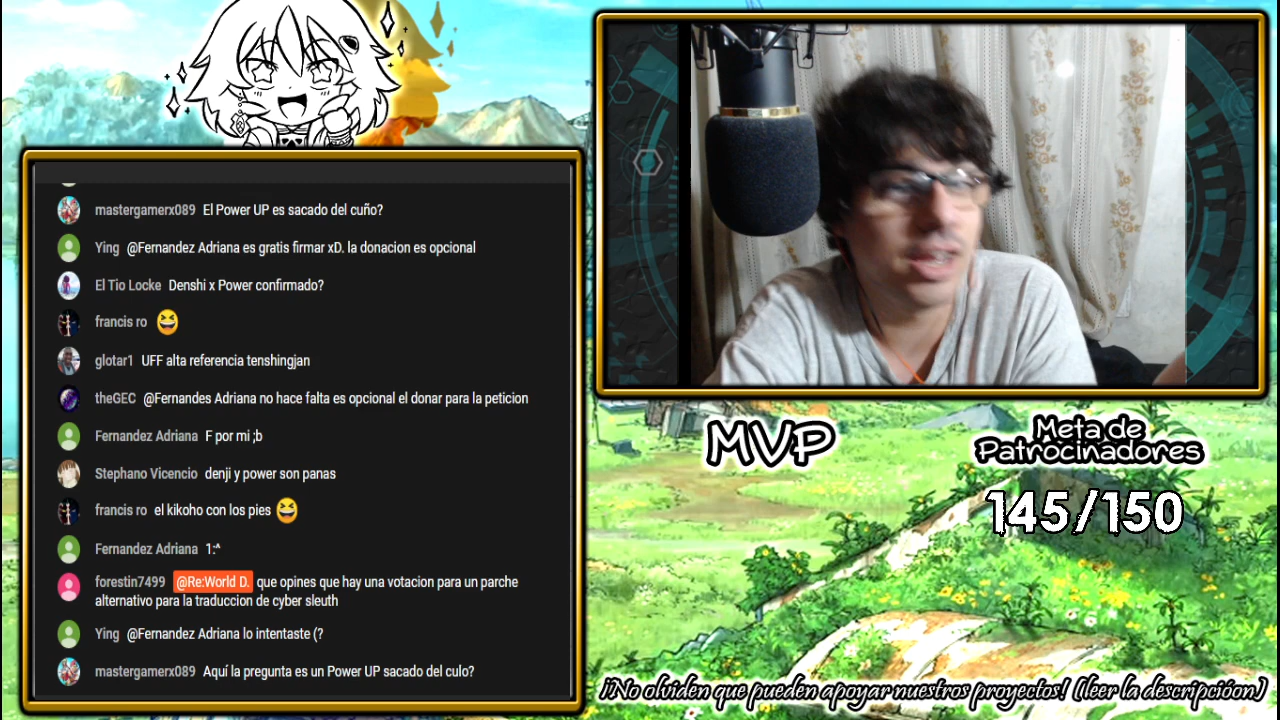 mastergamerx089 El Power UP es sacado del cuño?
Ying @Fernandez Adriana es gratis firmar xD. la donacion es opcional
El Tio Locke Denshi x Power confirmado?
francis ro 😆
glotar1 UFF alta referencia tenshingjan
theGEC @Fernandes Adriana no hace falta es opcional el donar para la peticion
Fernandez Adriana F por mi ;b
Stephano Vicencio denji y power son panas
francis ro el kikoho con los pies 😆
Fernandez Adriana 1:^
forestin7499 @Re:World D. que opines que hay una votacion para un parche
alternativo para la traduccion de cyber sleuth
Ying @Fernandez Adriana lo intentaste (?
mastergamerx089 Aquí la pregunta es un Power UP sacado del culo?
MVP
Meta de
Patrocinadores
145/150
¡No olviden que pueden apoyar nuestros proyectos! (leer la descripcióon)